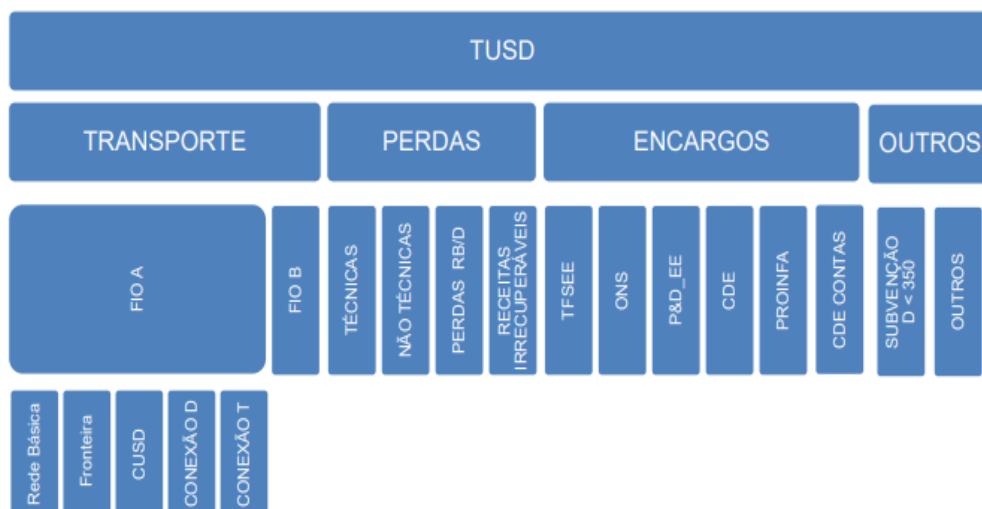 TUSD
TRANSPORTE
PERDAS
ENCARGOS
OUTROS
FIO A
FIO B
TÉCNICAS
NÃO TÉCNICAS
PERDAS RB/D
RECEITAS
IRRECUPERÁVEIS
TFSEE
ONS
P&D_EE
CDE
PROINFA
CDE CONTAS
SUBVENÇÃO
D < 350
OUTROS
Rede Básica
Fronteira
CUSD
CONEXÃO D
CONEXÃO T